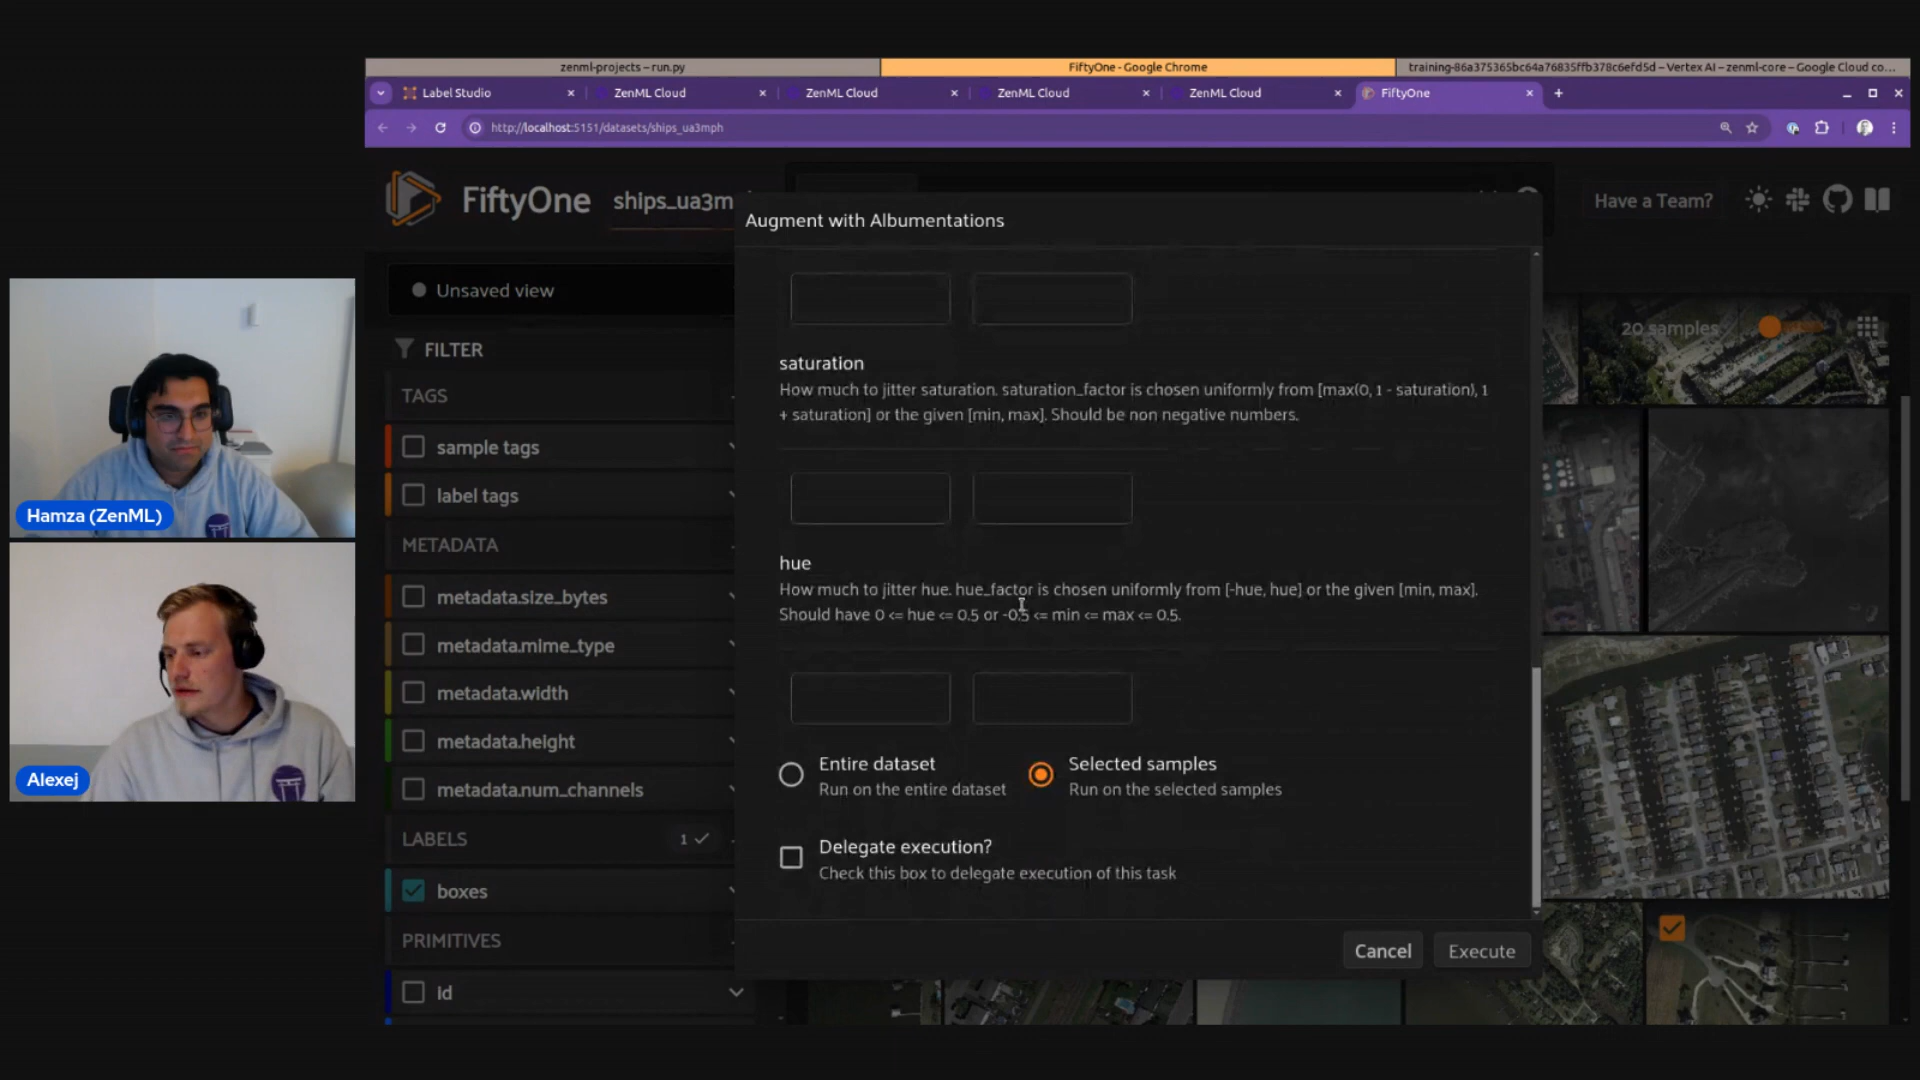 zenml-projects – run.py
FiftyOne - Google Chrome
training-86a375365bc64a76835ffb378c6efd5d – Vertex AI – zenml-core – Google Cloud co...
Label Studio
ZenML Cloud
ZenML Cloud
ZenML Cloud
ZenML Cloud
FiftyOne
http://localhost:5151/datasets/ships_ua3mph
FiftyOne
ships_ua3m
Have a Team?
Augment with Albumentations
Unsaved view
20 samples
FILTER
saturation
How much to jitter saturation. saturation_factor is chosen uniformly from [max(0, 1 - saturation), 1
+ saturation] or the given [min, max]. Should be non negative numbers.
TAGS
sample tags
label tags
METADATA
metadata.size_bytes
metadata.mime_type
metadata.width
metadata.height
metadata.num_channels
LABELS
1
boxes
PRIMITIVES
id
hue
How much to jitter hue. hue_factor is chosen uniformly from [-hue, hue] or the given [min, max].
Should have 0 <= hue <= 0.5 or -0.5 <= min <= max <= 0.5.
Entire dataset
Run on the entire dataset
Selected samples
Run on the selected samples
Delegate execution?
Check this box to delegate execution of this task
Cancel
Execute
Hamza (ZenML)
Alexej